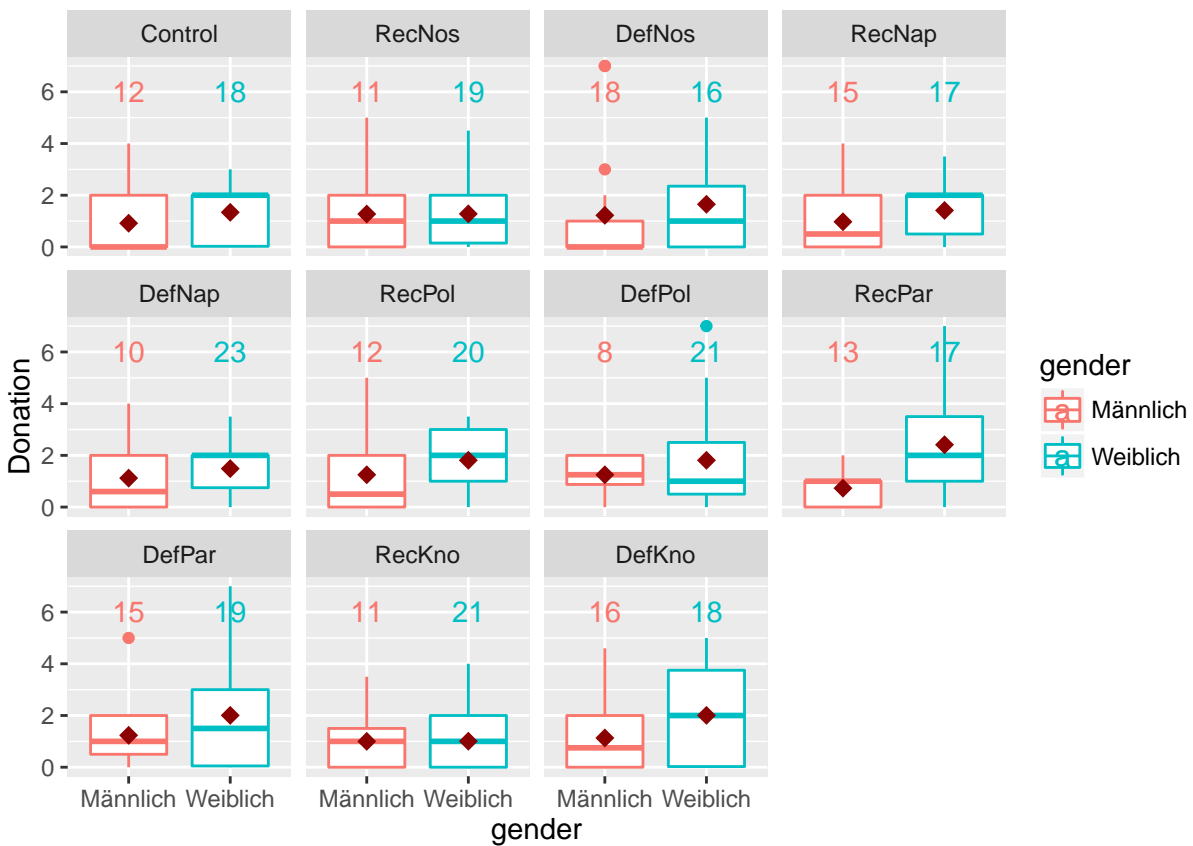 Control RecNos DefNos RecNap
6 12 18 11 19 18 16 15 17
4
2
0
DefNap RecPol DefPol RecPar
6 10 23 12 20 8 21 13 17
4
2
0
Donation
gender
a Männlich
a Weiblich
DefPar RecKno DefKno
6 15 19 11 21 16 18
4
2
0
Männlich Weiblich Männlich Weiblich Männlich Weiblich
gender